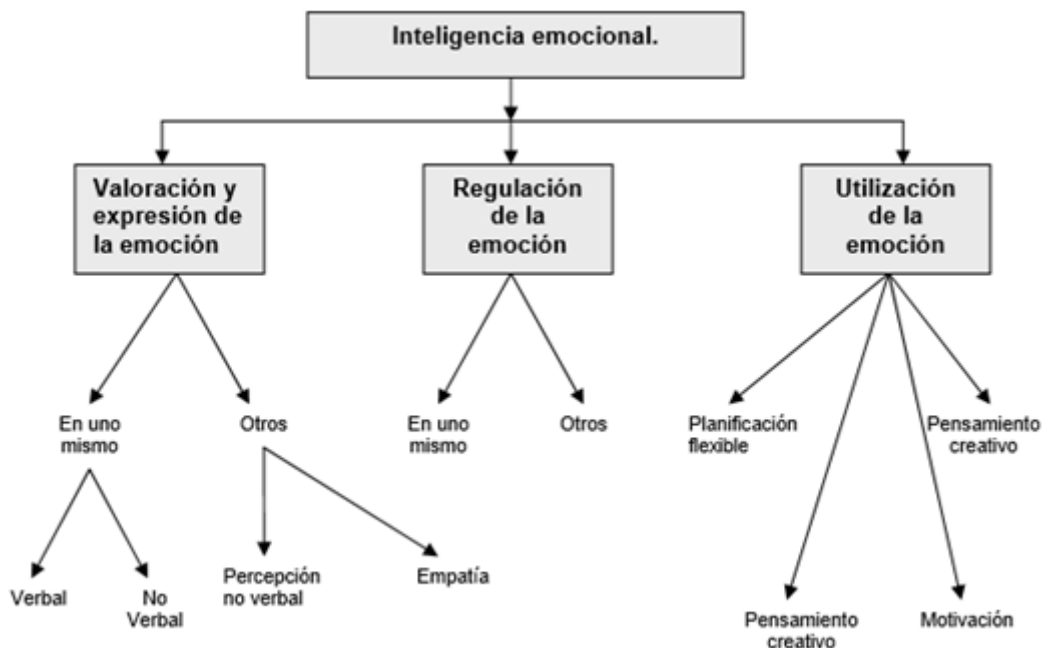 Inteligencia emocional.
Valoración y
expresión de
la emoción
Regulación
de la
emoción
Utilización
de la
emoción
En uno
mismo
Otros
En uno
mismo
Otros
Planificación
flexible
Pensamiento
creativo
Verbal
No
Verbal
Percepción
no verbal
Empatía
Pensamiento
creativo
Motivación